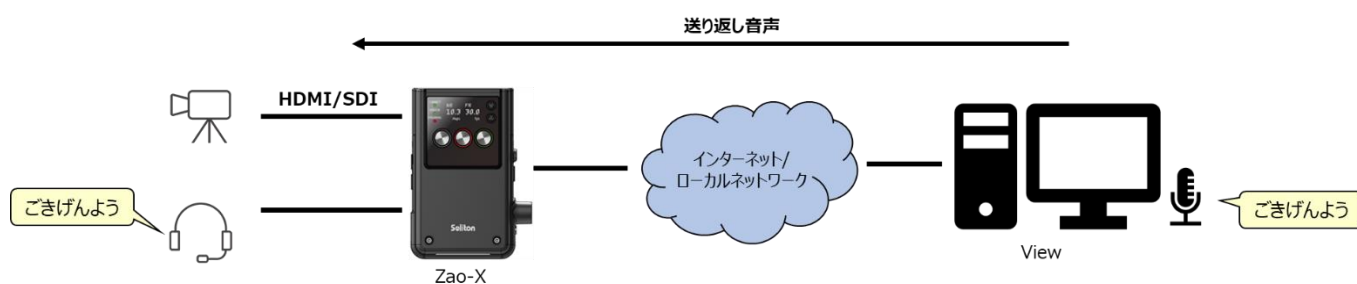 送り返し音声
HDMI/SDI
ごきげんよう
インターネット/
ローカルネットワーク
ごきげんよう
Soliton
Zao-X
View